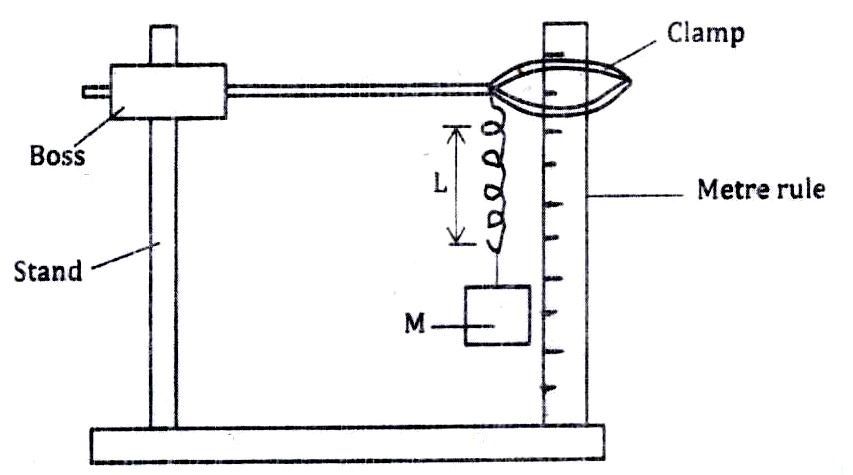 Clamp
Boss
L
Metre rule
Stand
M